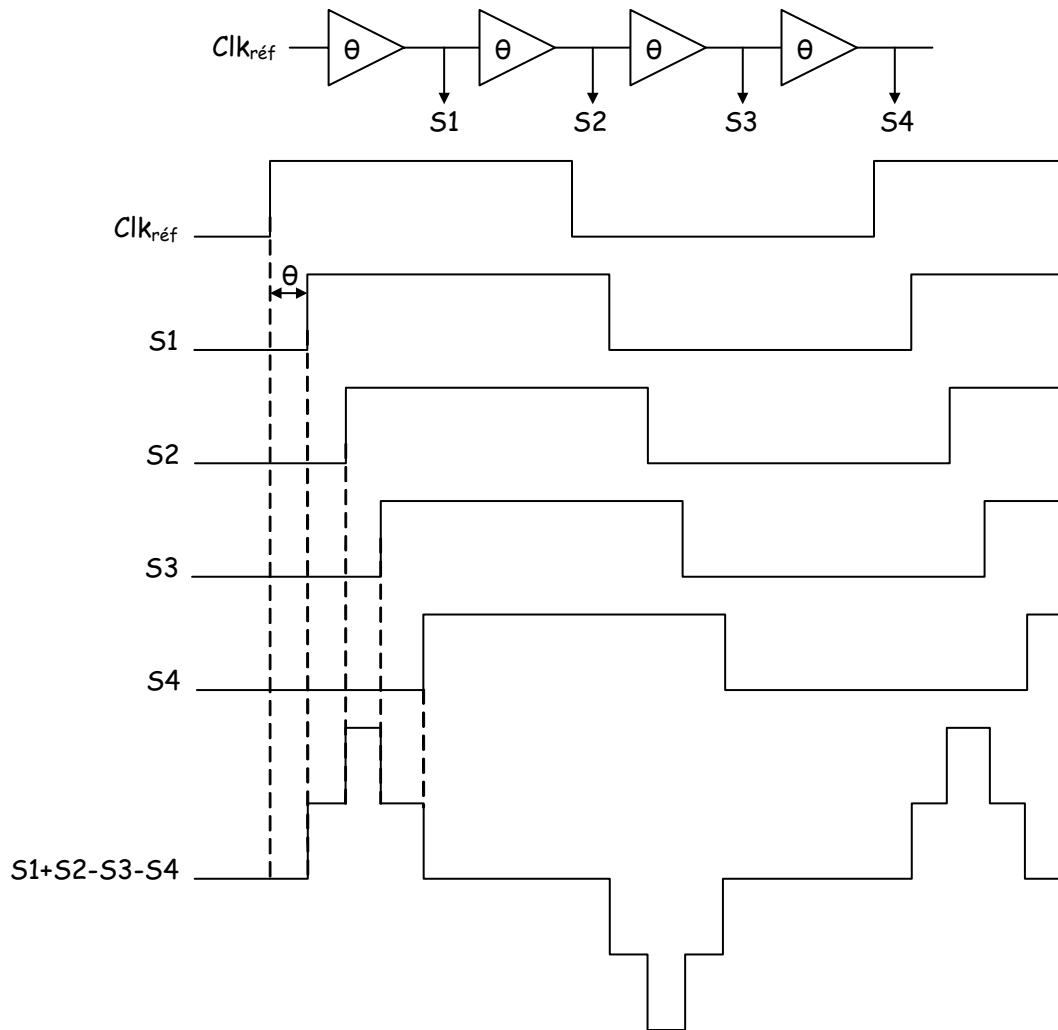 Clkréf θ θ θ θ
S1 S2 S3 S4
Clkréf
θ
S1
S2
S3
S4
S1+S2-S3-S4